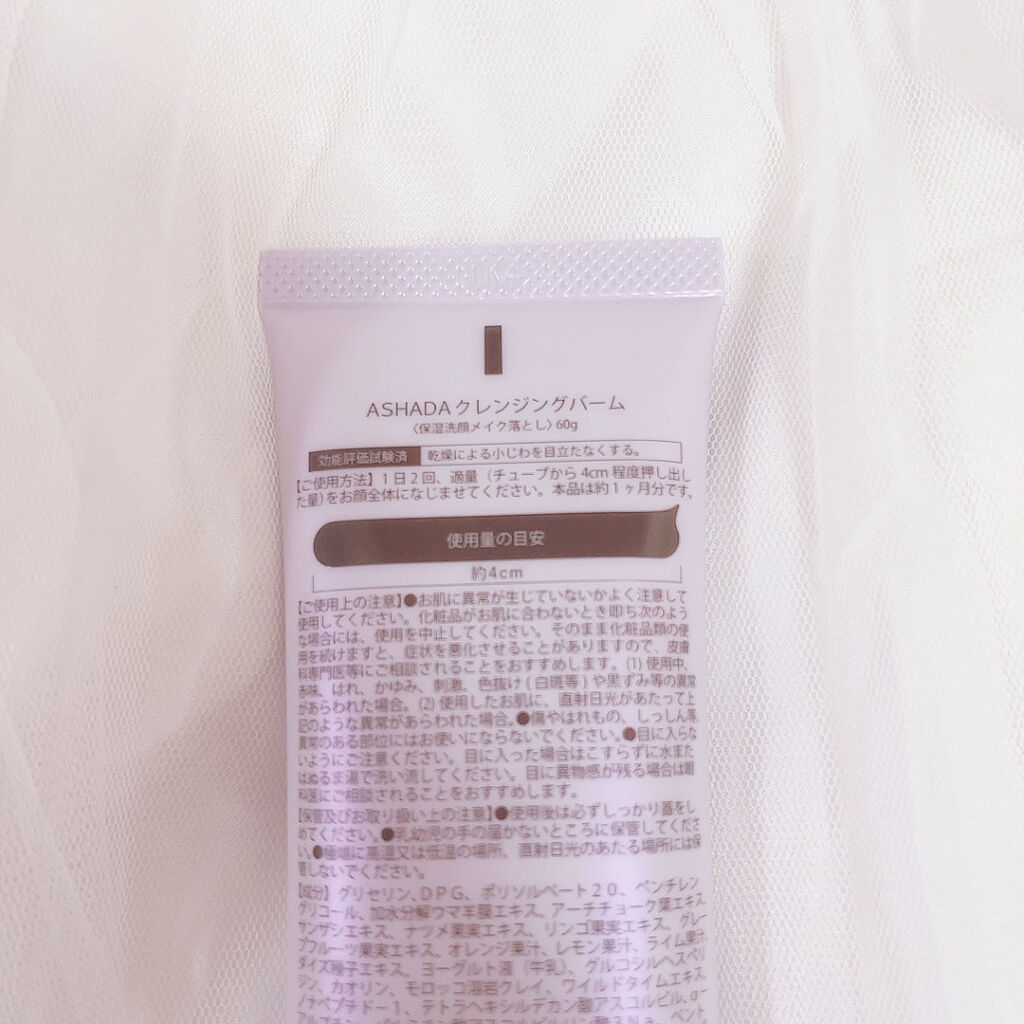 ASHADA クレンジングバーム
〈保湿洗顔メイク落とし〉60g
効能評価試験済 乾燥による小じわを目立たなくする。
【ご使用方法】1日2回、適量（チューブから4cm程度押し出し
た量）をお顔全体になじませてください。本品は約1ヶ月分です。
使用量の目安
約4cm
【ご使用上の注意】●お肌に異常が生じていないかよく注意して
使用してください。化粧品がお肌に合わないとき即ち次のよう
な場合には、使用を中止してください。そのまま化粧品類の使
用を続けますと、症状を悪化させることがありますので、皮膚
科専門医等にご相談されることをおすすめします。(1) 使用中、
赤味、はれ、かゆみ、刺激、色抜け(白斑等)や黒ずみ等の異常
があらわれた場合。(2) 使用したお肌に、直射日光があたって上
記のような異常があらわれた場合。●傷やはれもの、しっしん等、
異常のある部位にはお使いにならないでください。●目に入らな
いようにご注意ください。目に入った場合はこすらずに水また
はぬるま湯で洗い流してください。目に異物感が残る場合は眼
科医にご相談されることをおすすめします。
【保管及びお取り扱い上の注意】●使用後は必ずしっかり蓋をし
めてください。●乳幼児の手の届かないところに保管してくださ
い。●極端に高温又は低温の場所、直射日光のあたる場所には保
管しないでください。
【成分】グリセリン、DPG、ポリソルベート20、ペンチレン
グリコール、加水分解ウマ羊膜エキス、アーチチョーク葉エキス、
サンザシエキス、ナツメ果実エキス、リンゴ果実エキス、グレー
プフルーツ果実エキス、オレンジ果汁、レモン果汁、ライム果汁、
ダイズ種子エキス、ヨーグルト液（牛乳）、グルコシルヘスペリ
ジン、カオリン、モロッコ溶岩クレイ、ワイルドタイムエキス、
ノナペプチド－1、テトラヘキシルデカン酸アスコルビル、α－